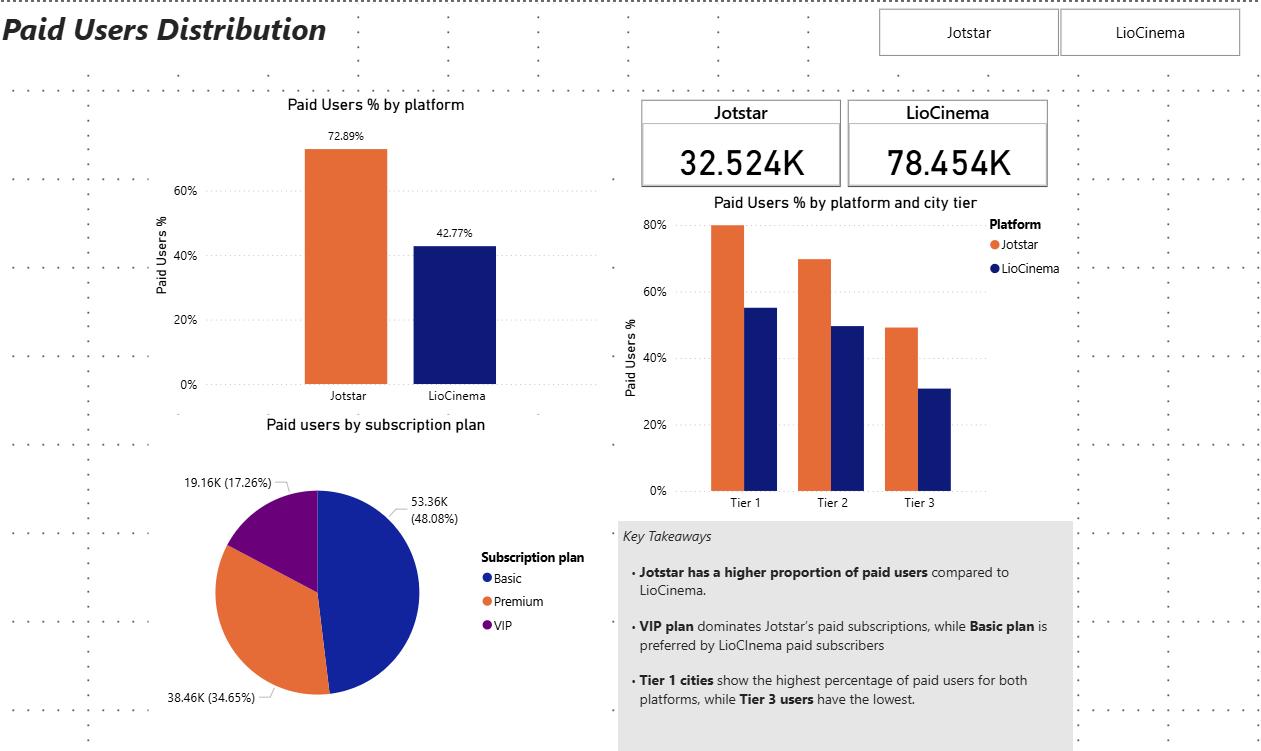 Paid Users Distribution
Jotstar
LioCinema
Paid Users % by platform
Paid Users %
60%
40%
20%
0%
72.89%
42.77%
Jotstar
LioCinema
Jotstar
32.524K
LioCinema
78.454K
Paid Users % by platform and city tier
Platform
Jotstar
LioCinema
Paid Users %
80%
60%
40%
20%
0%
Tier 1
Tier 2
Tier 3
Paid users by subscription plan
19.16K (17.26%)
53.36K
(48.08%)
38.46K (34.65%)
Subscription plan
Basic
Premium
VIP
Key Takeaways
• Jotstar has a higher proportion of paid users compared to
LioCinema.
• VIP plan dominates Jotstar’s paid subscriptions, while Basic plan is
preferred by LioCInema paid subscribers
• Tier 1 cities show the highest percentage of paid users for both
platforms, while Tier 3 users have the lowest.